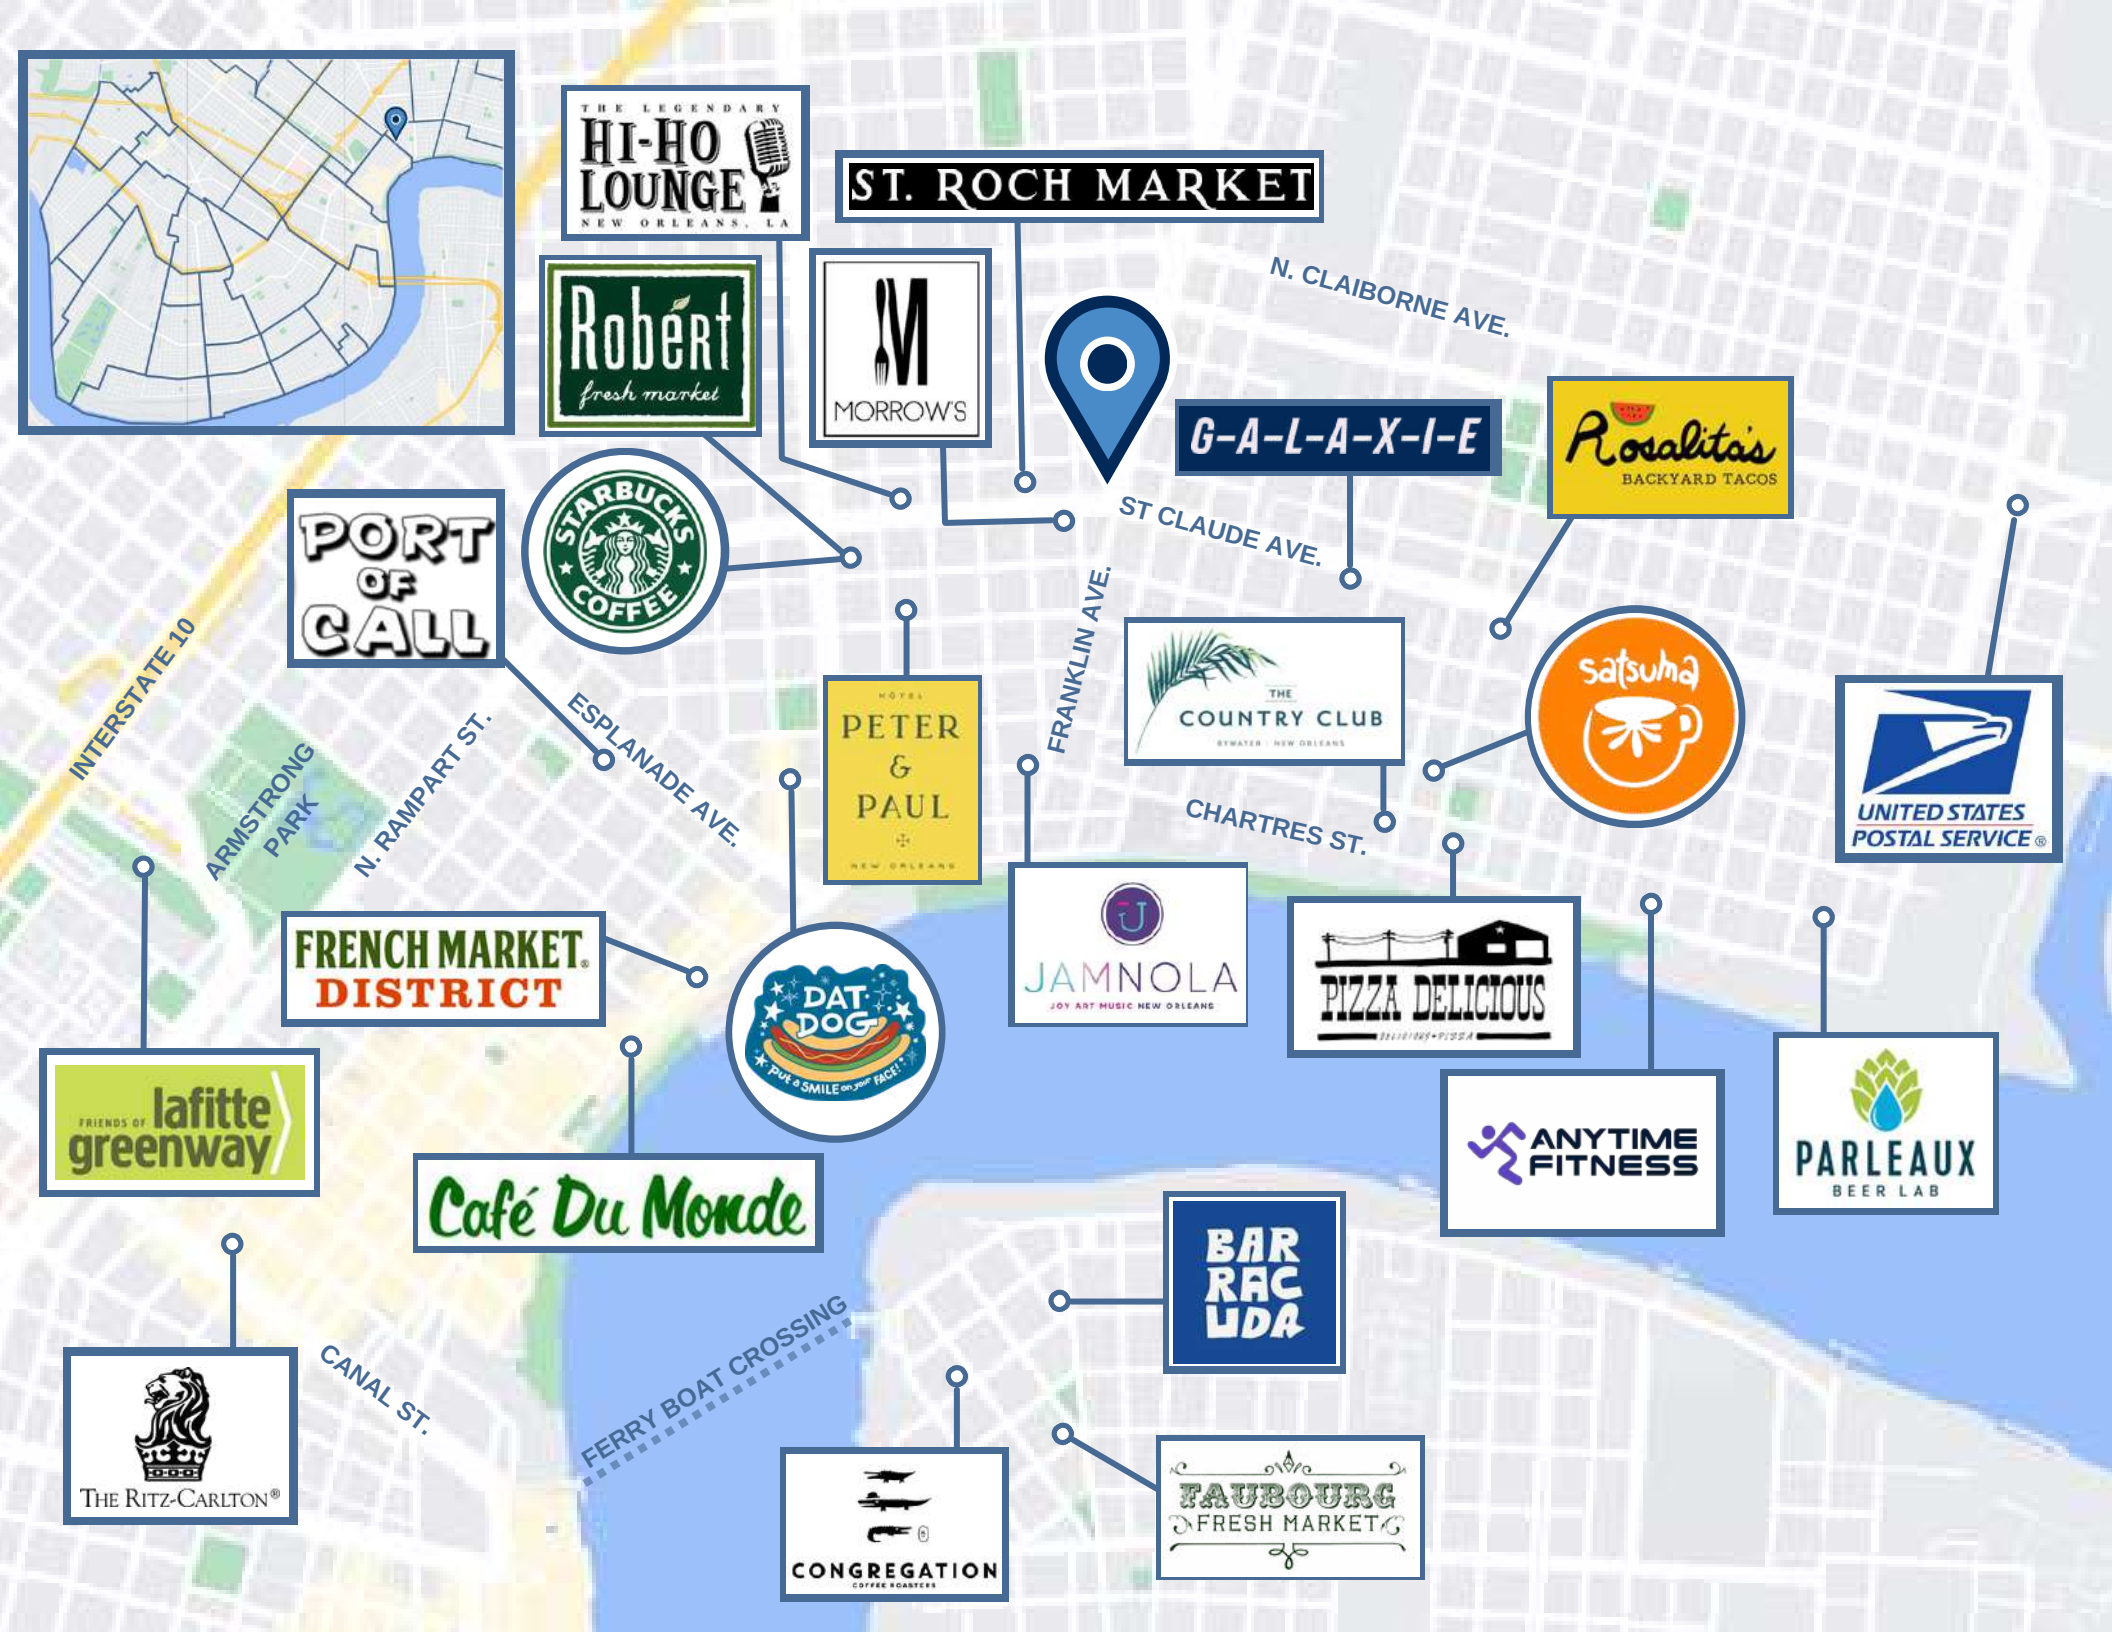 THE LEGENDARY
HI-HO
LOUNGE
NEW ORLEANS, LA
ST. ROCH MARKET
Robért
fresh market
M
MORROW'S
N. CLAIBORNE AVE.
G-A-L-A-X-I-E
Rosalita's
BACKYARD TACOS
STARBUCKS
COFFEE
PORT
OF
CALL
ST CLAUDE AVE.
INTERSTATE 10
ARMSTRONG
PARK
N. RAMPART ST.
ESPLANADE AVE.
HOTEL
PETER
&
PAUL
NEW ORLEANS
FRANKLIN AVE.
THE
COUNTRY CLUB
BYWATER | NEW ORLEANS
satsuma
UNITED STATES
POSTAL SERVICE ®
CHARTRES ST.
FRENCH MARKET®
DISTRICT
DAT
DOG
Put a SMILE on your FACE!
J
JAMNOLA
JOY ART MUSIC NEW ORLEANS
PIZZA DELICIOUS
DELICIOUS PIZZA
FRIENDS OF lafitte
greenway
Café Du Monde
ANYTIME
FITNESS
PARLEAUX
BEER LAB
BAR
RAC
UDA
FERRY BOAT CROSSING
CANAL ST.
THE RITZ-CARLTON®
CONGREGATION
COFFEE ROASTERS
FAUBOURG
FRESH MARKET